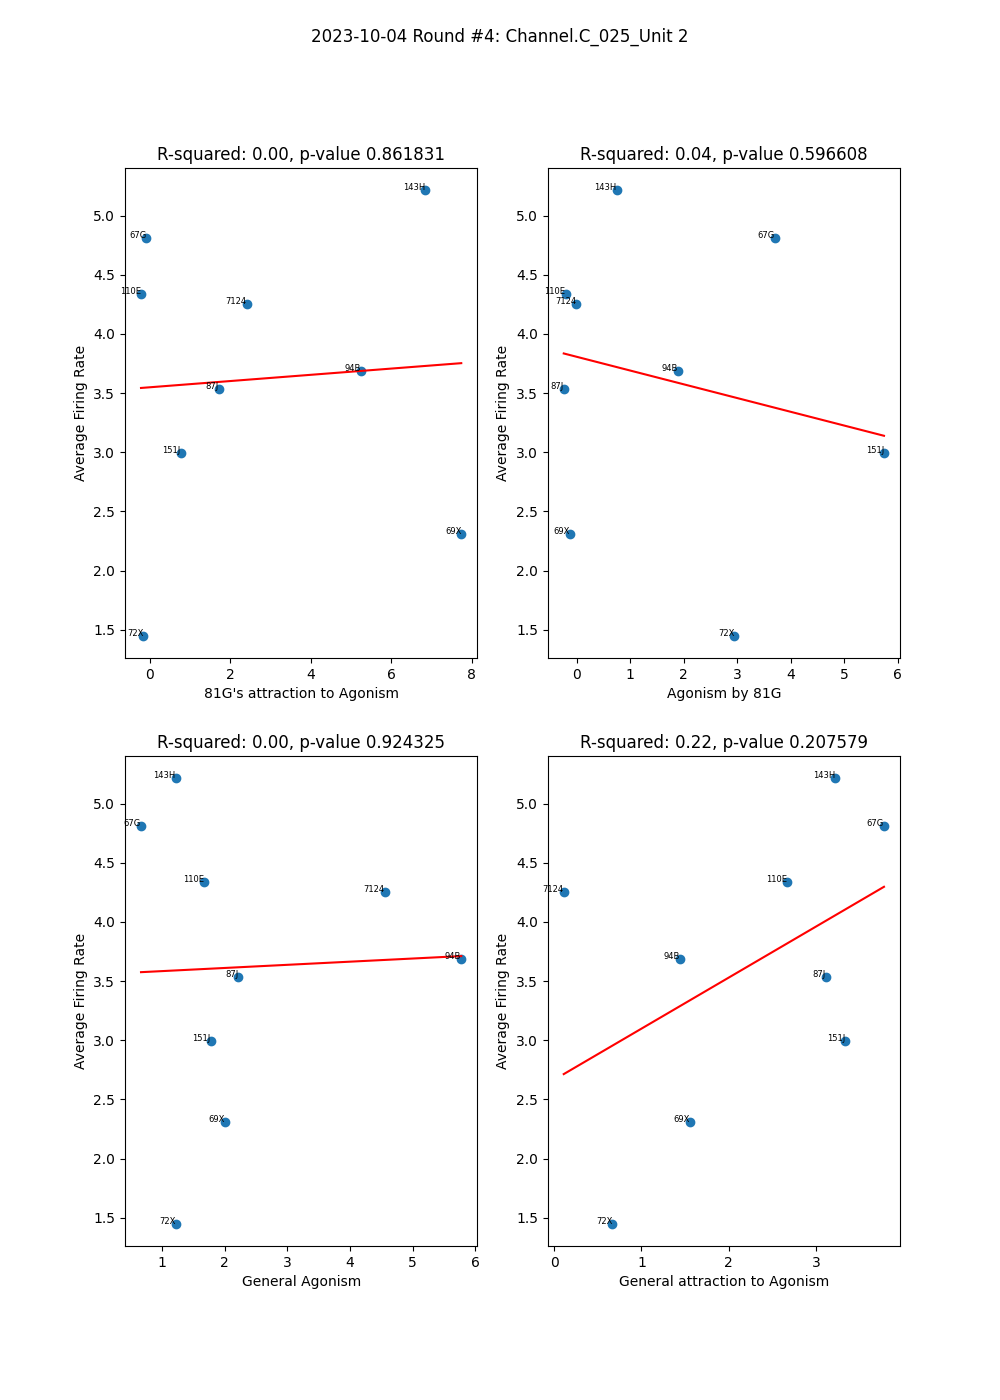 2023-10-04 Round #4: Channel.C_025_Unit 2
R-squared: 0.00, p-value 0.861831
143H
67G
110E
7124
94B
87J
151J
69X
72X
5.0
4.5
4.0
3.5
3.0
2.5
2.0
1.5
Average Firing Rate
0 2 4 6 8
81G's attraction to Agonism
R-squared: 0.04, p-value 0.596608
143H
67G
110E
7124
94B
87J
151J
69X
72X
5.0
4.5
4.0
3.5
3.0
2.5
2.0
1.5
Average Firing Rate
0 1 2 3 4 5 6
Agonism by 81G
R-squared: 0.00, p-value 0.924325
143H
67G
110E
7124
94B
87J
151J
69X
72X
5.0
4.5
4.0
3.5
3.0
2.5
2.0
1.5
Average Firing Rate
1 2 3 4 5 6
General Agonism
R-squared: 0.22, p-value 0.207579
143H
67G
110E
7124
94B
87J
151J
69X
72X
5.0
4.5
4.0
3.5
3.0
2.5
2.0
1.5
Average Firing Rate
0 1 2 3
General attraction to Agonism